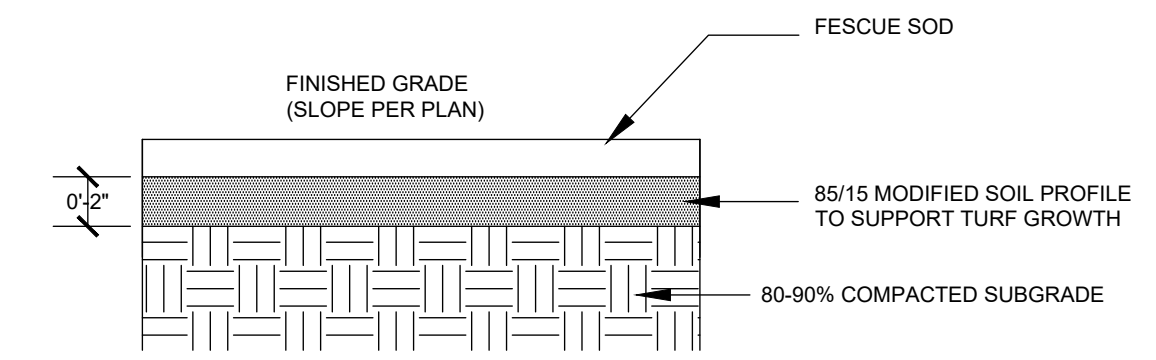 FESCUE SOD
FINISHED GRADE
(SLOPE PER PLAN)
0'-2"
85/15 MODIFIED SOIL PROFILE
TO SUPPORT TURF GROWTH
80-90% COMPACTED SUBGRADE